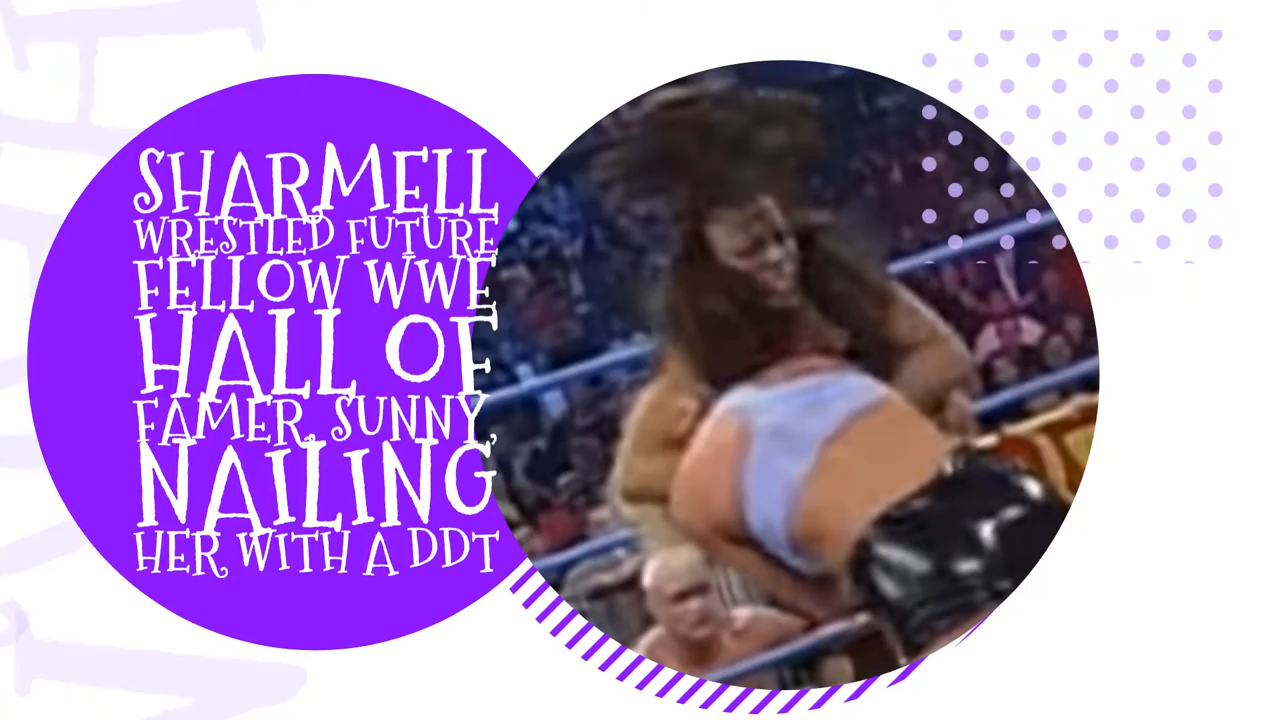 SHARMELL
WRESTLED FUTURE
FELLOW WWE
HALL OF
FAMER, SUNNY,
NAILING
HER WITH A DDT